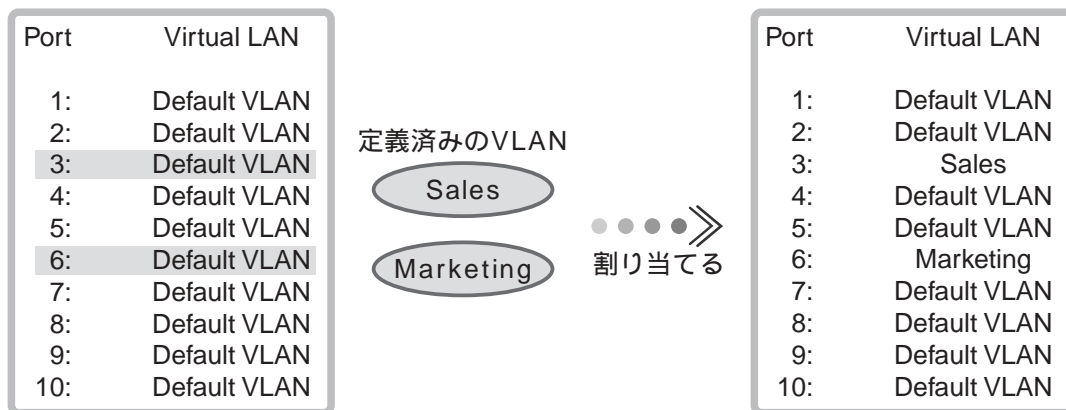 Port Virtual LAN
1: Default VLAN
2: Default VLAN
3: Default VLAN
4: Default VLAN
5: Default VLAN
6: Default VLAN
7: Default VLAN
8: Default VLAN
9: Default VLAN
10: Default VLAN
定義済みのVLAN
Sales
Marketing
割り当てる
Port Virtual LAN
1: Default VLAN
2: Default VLAN
3: Sales
4: Default VLAN
5: Default VLAN
6: Marketing
7: Default VLAN
8: Default VLAN
9: Default VLAN
10: Default VLAN